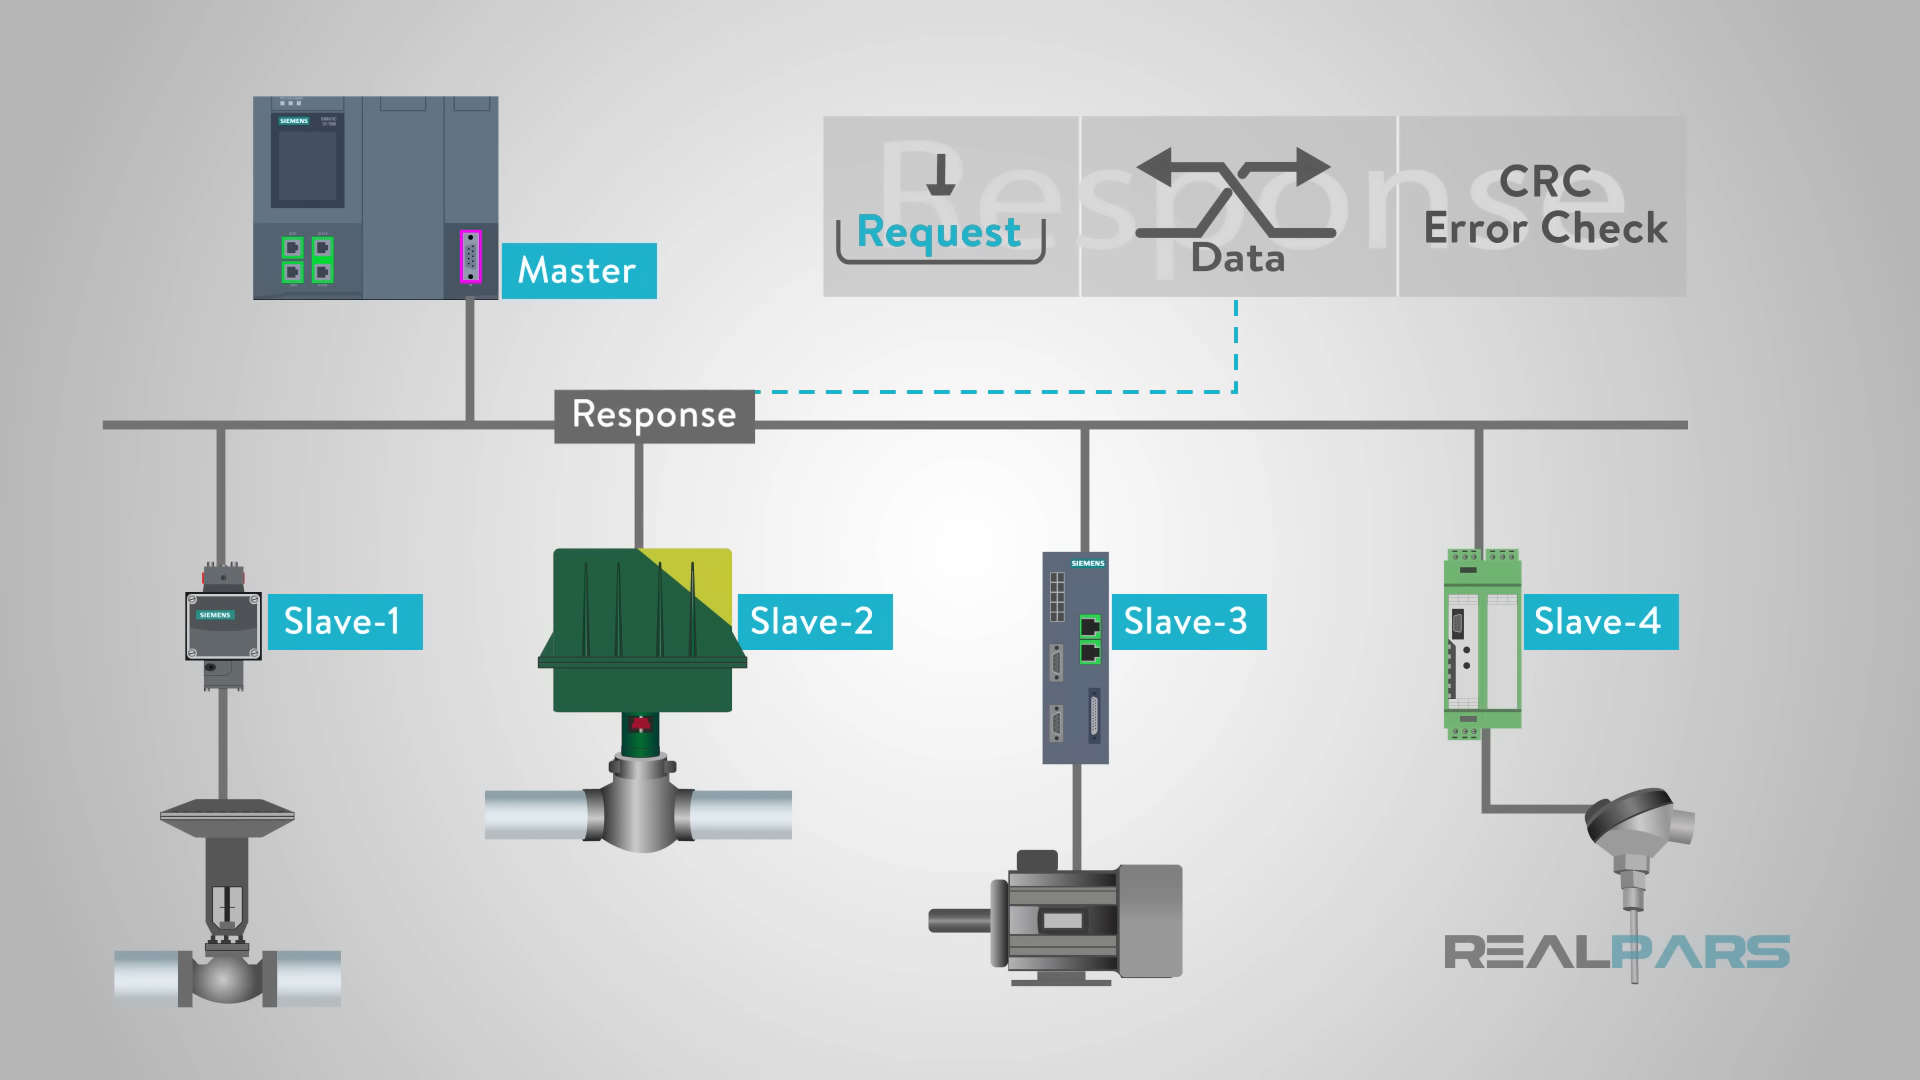 SIEMENS
Master
Response
Request
Data
CRC
Error Check
Response
SIEMENS
Slave-1
Slave-2
SIEMENS
Slave-3
Slave-4
REALPARS